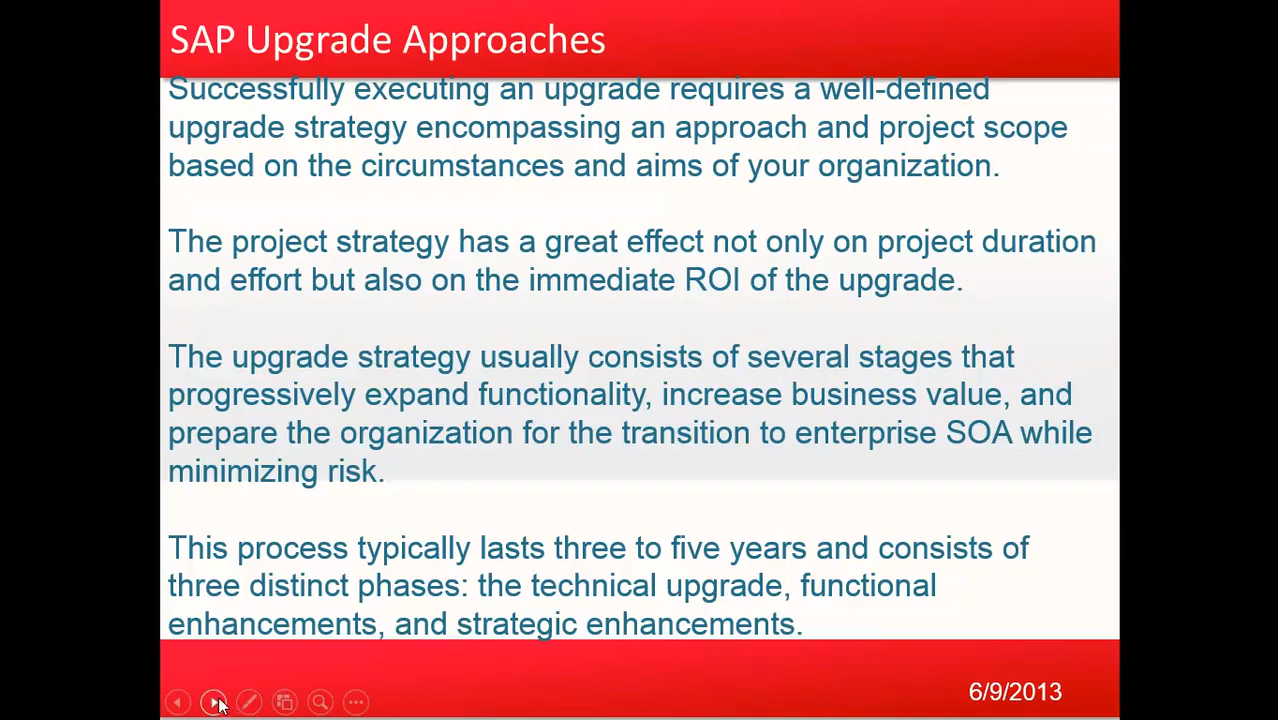 SAP Upgrade Approaches
Successfully executing an upgrade requires a well-defined
upgrade strategy encompassing an approach and project scope
based on the circumstances and aims of your organization.
The project strategy has a great effect not only on project duration
and effort but also on the immediate ROI of the upgrade.
The upgrade strategy usually consists of several stages that
progressively expand functionality, increase business value, and
prepare the organization for the transition to enterprise SOA while
minimizing risk.
This process typically lasts three to five years and consists of
three distinct phases: the technical upgrade, functional
enhancements, and strategic enhancements.
6/9/2013